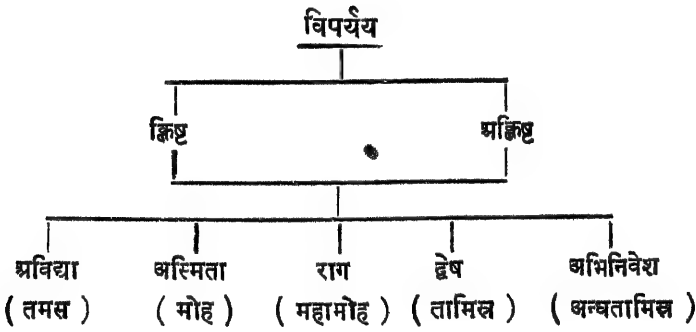 विपर्यय
क्लिष्ट अक्लिष्ट
अविद्या अस्मिता राग द्वेष अभिनिवेश
( तमस ) ( मोह ) ( महामोह ) ( तामिस्र ) ( अन्धतामिस्र )